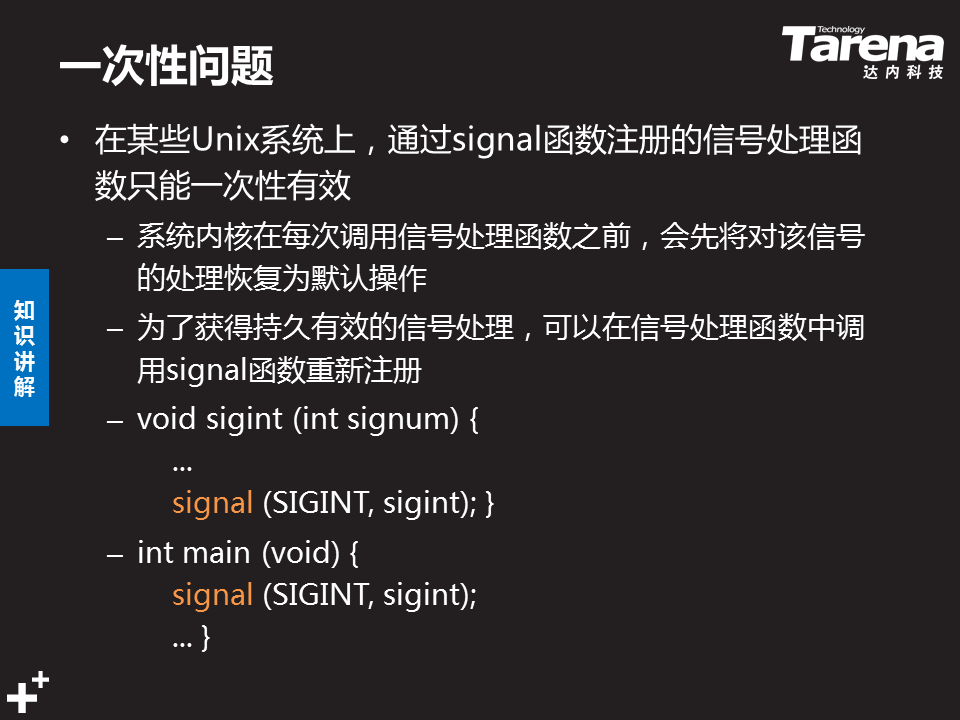 一次性问题
Technology
Tarena
达内科技
• 在某些Unix系统上，通过signal函数注册的信号处理函
数只能一次性有效
– 系统内核在每次调用信号处理函数之前，会先将对该信号
的处理恢复为默认操作
– 为了获得持久有效的信号处理，可以在信号处理函数中调
用signal函数重新注册
– void sigint (int signum) {
...
signal (SIGINT, sigint); }
– int main (void) {
signal (SIGINT, sigint);
... }
知
识
讲
解